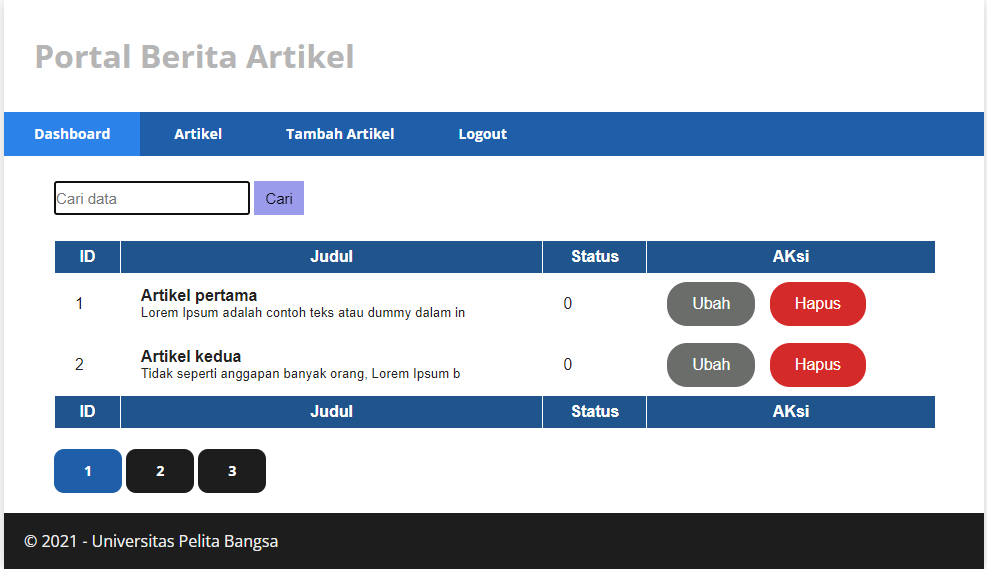 Portal Berita Artikel
Dashboard Artikel Tambah Artikel Logout
Cari data Cari
ID Judul Status AKsi
1 Artikel pertama 0 Ubah Hapus
Lorem Ipsum adalah contoh teks atau dummy dalam in
2 Artikel kedua 0 Ubah Hapus
Tidak seperti anggapan banyak orang, Lorem Ipsum b
ID Judul Status AKsi
1 2 3
© 2021 - Universitas Pelita Bangsa